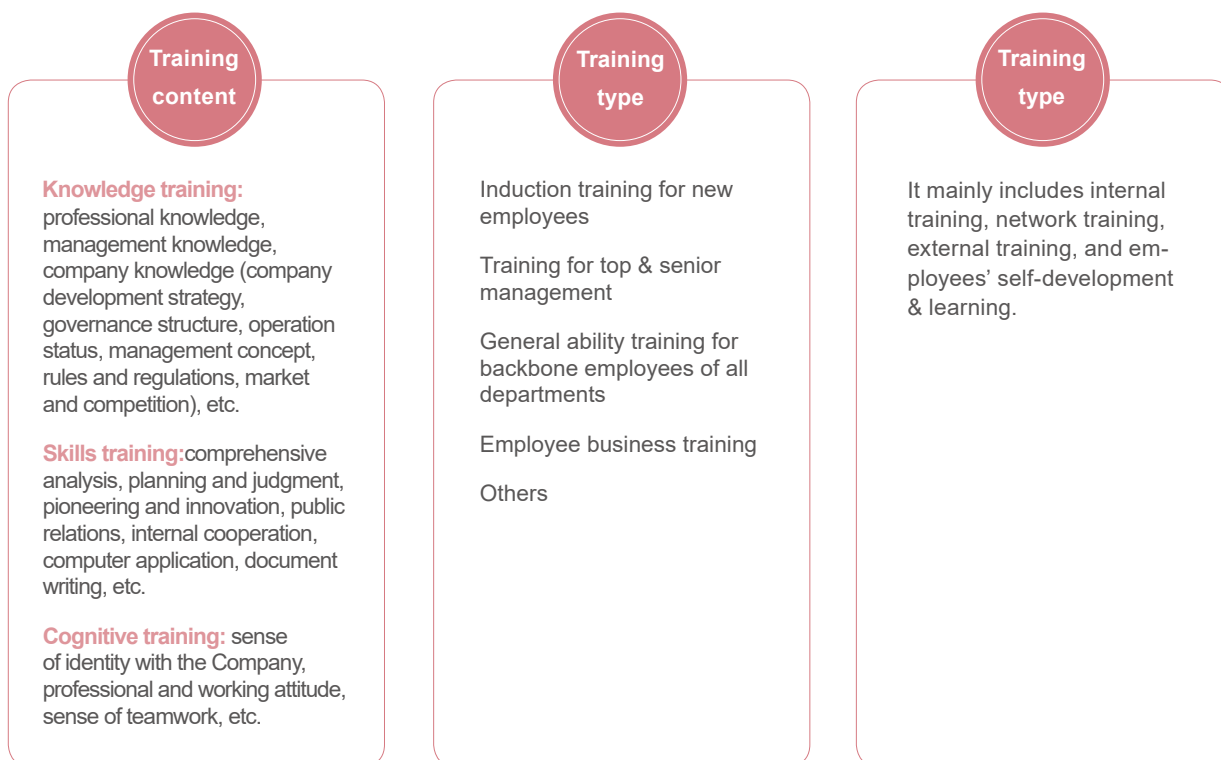 Training
content
Knowledge training:
professional knowledge,
management knowledge,
company knowledge (company
development strategy,
governance structure, operation
status, management concept,
rules and regulations, market
and competition), etc.
Skills training:comprehensive
analysis, planning and judgment,
pioneering and innovation, public
relations, internal cooperation,
computer application, document
writing, etc.
Cognitive training: sense
of identity with the Company,
professional and working attitude,
sense of teamwork, etc.
Training
type
Induction training for new
employees
Training for top & senior
management
General ability training for
backbone employees of all
departments
Employee business training
Others
Training
type
It mainly includes internal
training, network training,
external training, and em-
ployees’ self-development
& learning.